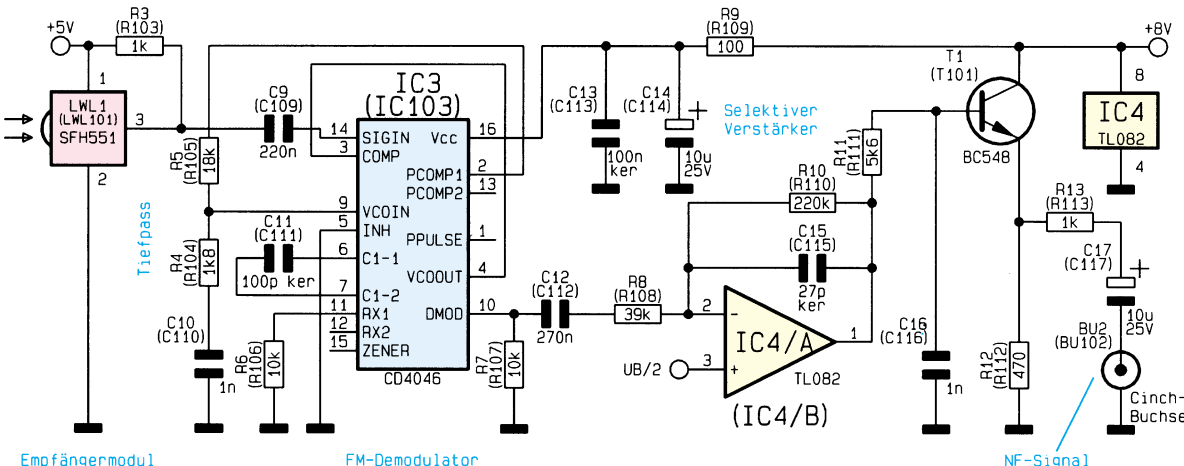 +5V
R3
(R103)
1k
1
LWL1
(LWL101)
SFH551
3
2
R5
(R105)
18k
C9
(C109)
220n
Tiefpass
R4
(R104)
1k8
C10
(C110)
1n
C11
(C111)
100p ker
R6
(R106)
10k
IC3
(IC103)
14
SIGIN
3
COMP
9
VCOIN
5
INH
6
C1-1
7
C1-2
11
RX1
12
RX2
15
ZENER
Vcc
16
PCOMP1
2
PCOMP2
13
PPULSE
1
VCOOUT
4
DMOD
10
CD4046
R7
(R107)
10k
C12
(C112)
270n
C13
(C113)
100n
ker
C14
(C114)
+
10u
25V
R9
(R109)
100
Selektiver
Verstärker
R8
(R108)
39k
R10
(R110)
220k
C15
(C115)
27p
ker
R11
(R111)
5k6
2
-
3
+
1
IC4/A
TL082
(IC4/B)
UB/2
C16
(C116)
1n
T1
(T101)
BC548
R12
(R112)
470
+8V
8
IC4
TL082
4
R13
(R113)
1k
C17
(C117)
+
10u
25V
BU2
(BU102)
Cinch-
Buchse
Empfängermodul
FM-Demodulator
NF-Signal